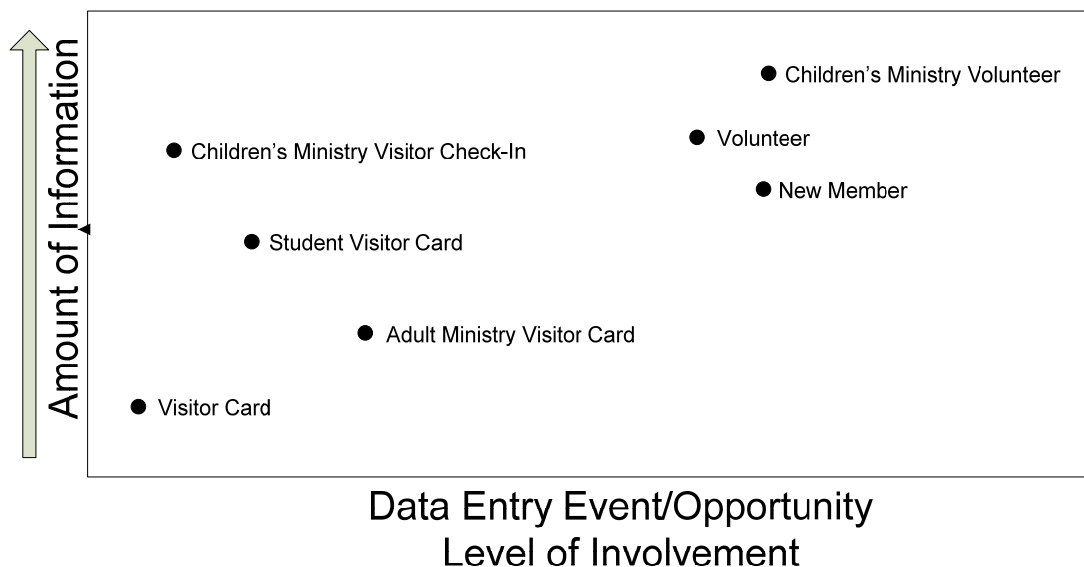 Amount of Information
Children's Ministry Volunteer
Volunteer
Children's Ministry Visitor Check-In
New Member
Student Visitor Card
Adult Ministry Visitor Card
Visitor Card
Data Entry Event/Opportunity
Level of Involvement